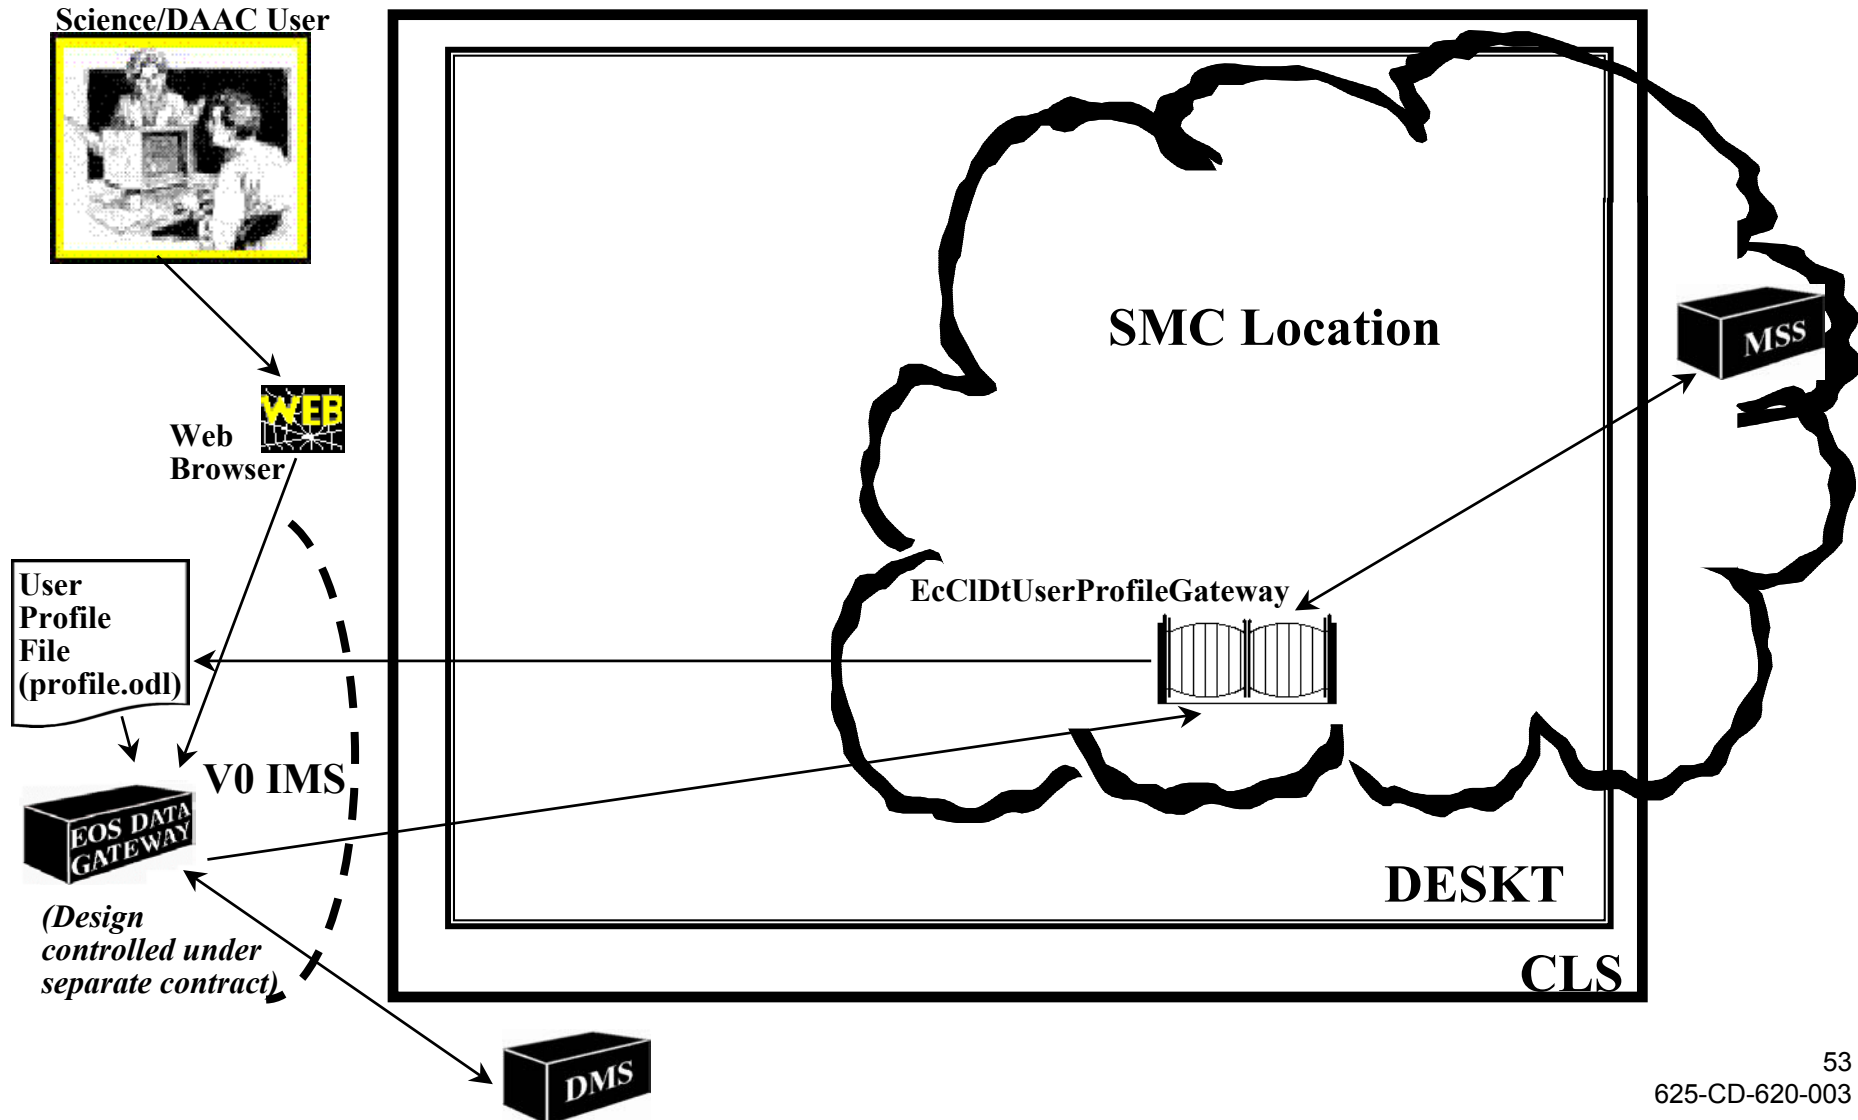 Science/DAAC User
SMC Location
MSS
WEB
Web
Browser
User
Profile
File
(profile.odl)
EcClDtUserProfileGateway
V0 IMS
EOS DATA
GATEWAY
DESKT
(Design
controlled under
separate contract)
CLS
DMS
53
625-CD-620-003